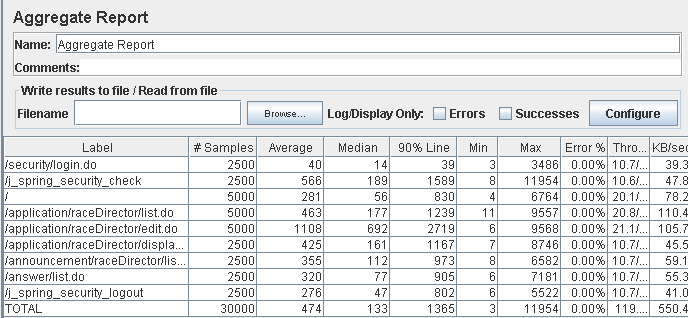 Aggregate Report
Name: Aggregate Report
Comments:
Write results to file / Read from file
Filename Browse... Log/Display Only: Errors Successes Configure
Label # Samples Average Median 90% Line Min Max Error % Thro... KB/sec
/security/login.do 2500 40 14 39 3 3486 0.00% 10.7/... 39.3
/j_spring_security_check 2500 566 189 1589 8 11954 0.00% 10.6/... 47.8
/ 5000 281 56 830 4 6764 0.00% 20.1/... 78.2
/application/raceDirector/list.do 5000 463 177 1239 11 9557 0.00% 20.8/... 110.4
/application/raceDirector/edit.do 5000 1108 692 2719 6 9568 0.00% 21.1/... 105.7
/application/raceDirector/displa... 2500 425 161 1167 7 8746 0.00% 10.7/... 45.5
/announcement/raceDirector/lis... 2500 355 112 973 8 6582 0.00% 10.7/... 59.1
/answer/list.do 2500 320 77 905 6 7181 0.00% 10.7/... 55.3
/j_spring_security_logout 2500 276 47 802 6 5522 0.00% 10.7/... 41.0
TOTAL 30000 474 133 1365 3 11954 0.00% 119.... 550.4